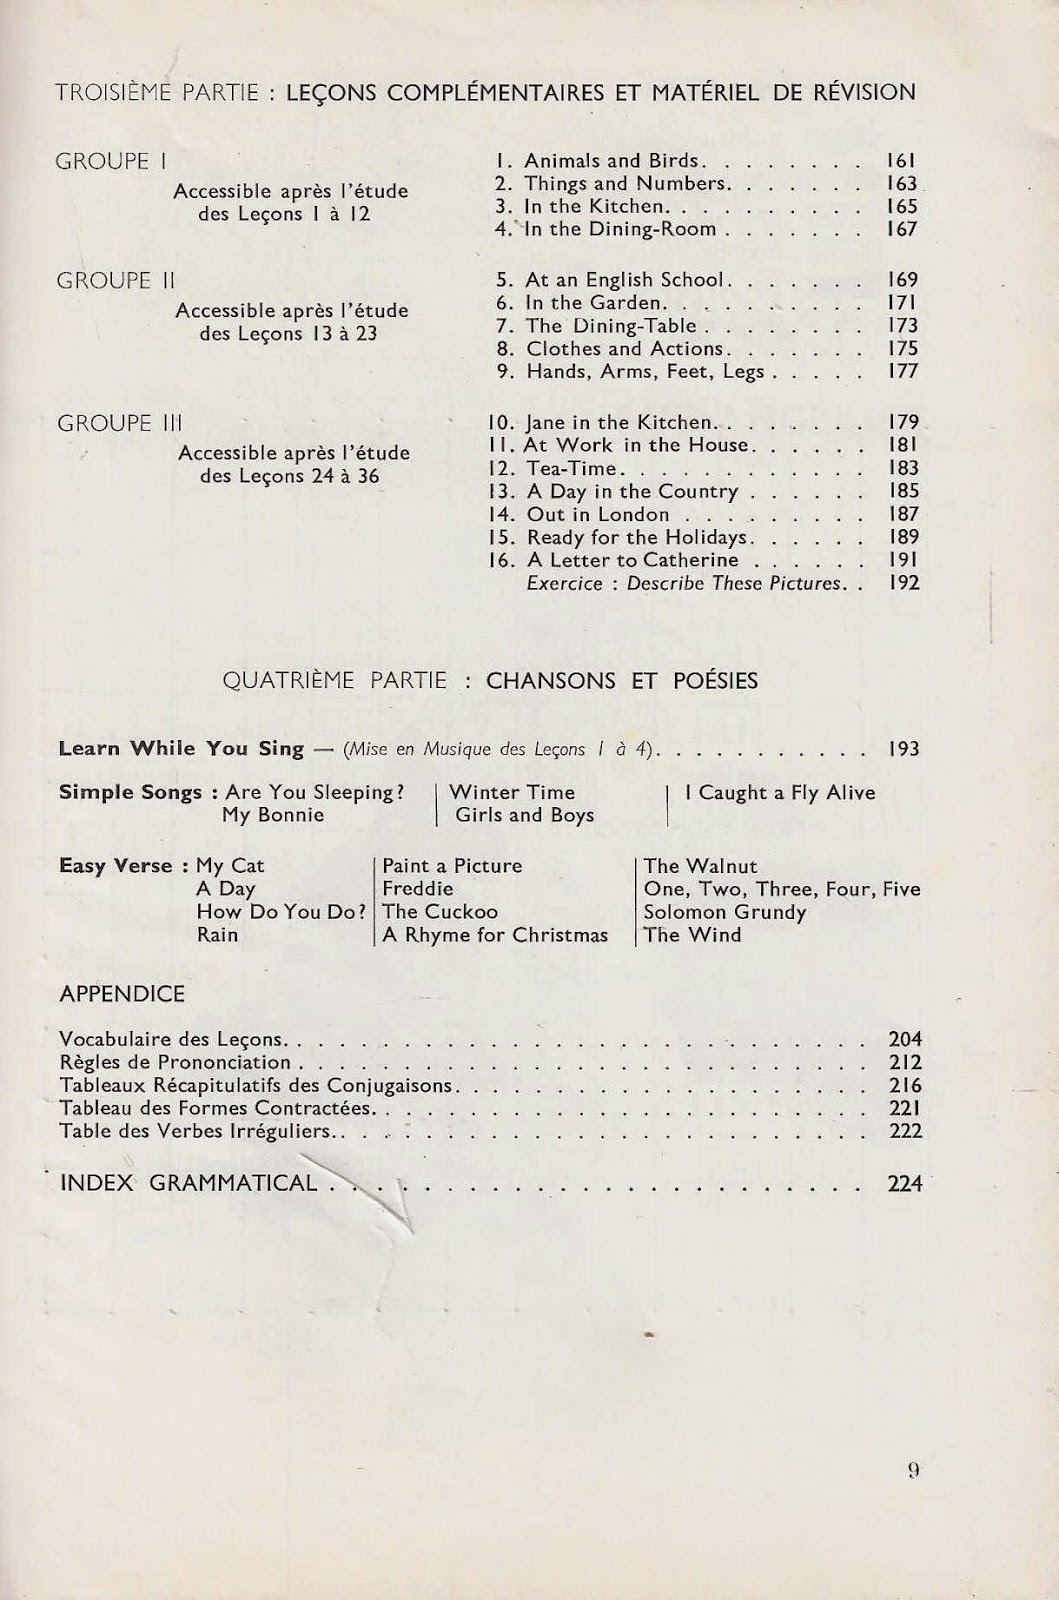 TROISIÈME PARTIE : LEÇONS COMPLÉMENTAIRES ET MATÉRIEL DE RÉVISION
GROUPE I
Accessible après l'étude
des Leçons 1 à 12
1. Animals and Birds. . . . . . . . 161
2. Things and Numbers. . . . . . . 163
3. In the Kitchen. . . . . . . . . . 165
4. In the Dining-Room . . . . . . . 167
GROUPE II
Accessible après l'étude
des Leçons 13 à 23
5. At an English School. . . . . . . 169
6. In the Garden. . . . . . . . . . 171
7. The Dining-Table . . . . . . . . 173
8. Clothes and Actions. . . . . . . 175
9. Hands, Arms, Feet, Legs . . . . . 177
GROUPE III
Accessible après l'étude
des Leçons 24 à 36
10. Jane in the Kitchen. . . . . . . . 179
11. At Work in the House. . . . . . 181
12. Tea-Time. . . . . . . . . . . . 183
13. A Day in the Country . . . . . . 185
14. Out in London . . . . . . . . . 187
15. Ready for the Holidays. . . . . . 189
16. A Letter to Catherine . . . . . . 191
Exercice : Describe These Pictures. . 192
QUATRIÈME PARTIE : CHANSONS ET POÉSIES
Learn While You Sing — (Mise en Musique des Leçons 1 à 4). . . . . . . . . . . . 193
Simple Songs : Are You Sleeping? | Winter Time | I Caught a Fly Alive
My Bonnie | Girls and Boys |
Easy Verse : My Cat | Paint a Picture | The Walnut
A Day | Freddie | One, Two, Three, Four, Five
How Do You Do? | The Cuckoo | Solomon Grundy
Rain | A Rhyme for Christmas | The Wind
APPENDICE
Vocabulaire des Leçons. . . . . . . . . . . . . . . . . . . . . . . . . . 204
Règles de Prononciation . . . . . . . . . . . . . . . . . . . . . . . . . 212
Tableaux Récapitulatifs des Conjugaisons. . . . . . . . . . . . . . . . . . . 216
Tableau des Formes Contractées. . . . . . . . . . . . . . . . . . . . . . 221
Table des Verbes Irréguliers. . . . . . . . . . . . . . . . . . . . . . . . 222
INDEX GRAMMATICAL . . . . . . . . . . . . . . . . . . . . . . . . 224
9